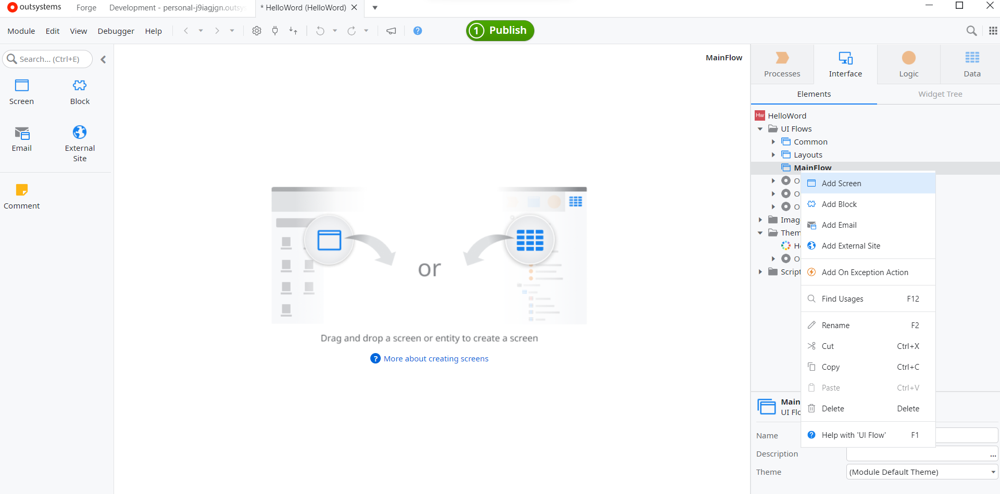 outsystems
Forge
Development - personal-j9iagjgn.outsys
* HelloWord (HelloWord)
Module Edit View Debugger Help
? 1 Publish
Search... (Ctrl+E)
Screen
Block
Email
External
Site
Comment
MainFlow
or
Drag and drop a screen or entity to create a screen
? More about creating screens
Processes
Interface
Logic
Data
Elements
Widget Tree
Hw HelloWord
UI Flows
Common
Layouts
MainFlow
O
O
O
Imag
Them
He
O
Script
Add Screen
Add Block
Add Email
Add External Site
Add On Exception Action
Find Usages F12
Rename F2
Cut Ctrl+X
Copy Ctrl+C
Paste Ctrl+V
Delete Delete
? Help with 'UI Flow' F1
Main
UI Flo
Name
Description ...
Theme (Module Default Theme)